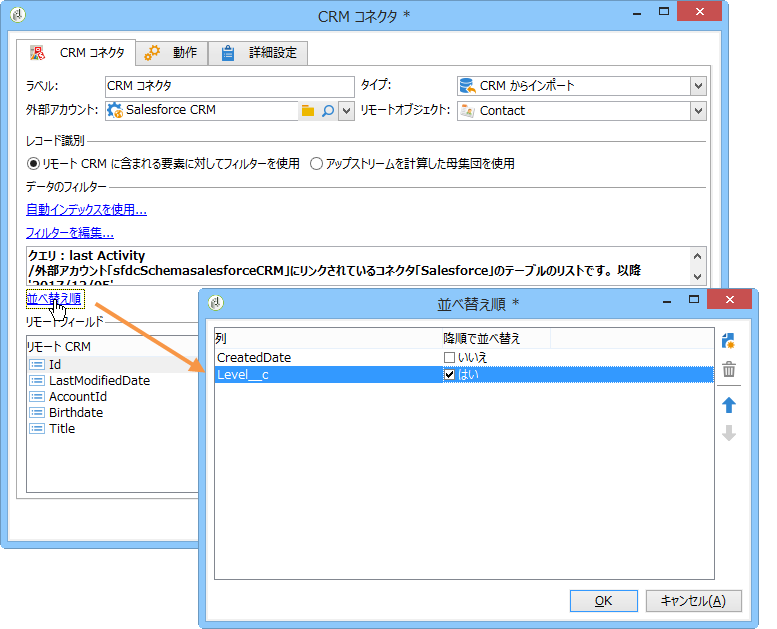 CRM コネクタ *
CRM コネクタ 動作 詳細設定
ラベル: CRM コネクタ タイプ: CRM からインポート
外部アカウント: Salesforce CRM リモートオブジェクト: Contact
レコード識別
リモート CRM に含まれる要素に対してフィルターを使用 アップストリームを計算した母集団を使用
データのフィルター
自動インデックスを使用...
フィルターを編集...
クエリ : last Activity
/外部アカウント「sfdcSchemasalesforceCRM」にリンクされているコネクタ「Salesforce」のテーブルのリストです。以降
'2017/12/05'
並べ替え順
リモートフィールド
リモート CRM
Id
LastModifiedDate
AccountId
Birthdate
Title
並べ替え順 *
列 降順で並べ替え
CreatedDate いいえ
Level__c はい
OK キャンセル(A)